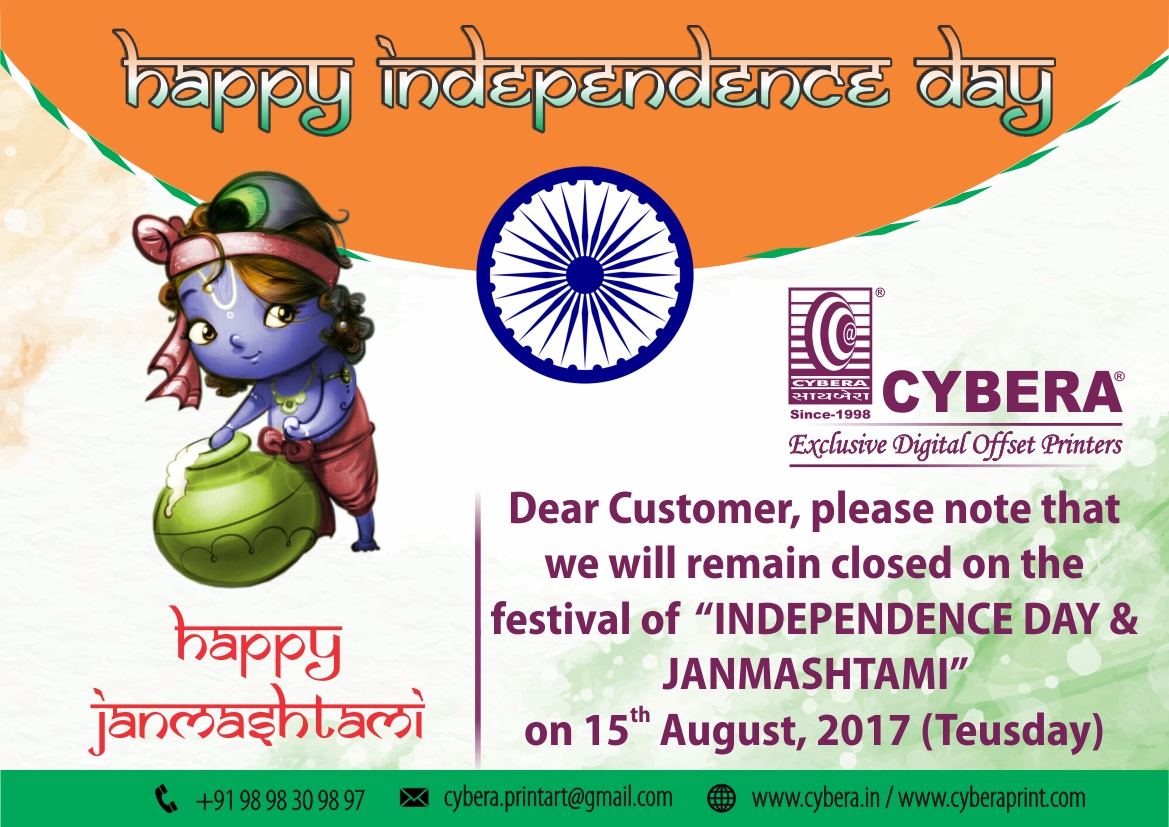 happy independence day
®
@
CYBERA
સાયબેરા
Since-1998
CYBERA®
Exclusive Digital Offset Printers
Dear Customer, please note that
we will remain closed on the
festival of “INDEPENDENCE DAY &
JANMASHTAMI”
on 15th August, 2017 (Teusday)
happy
janmashtami
+91 98 98 30 98 97
cybera.printart@gmail.com
www.cybera.in / www.cyberaprint.com